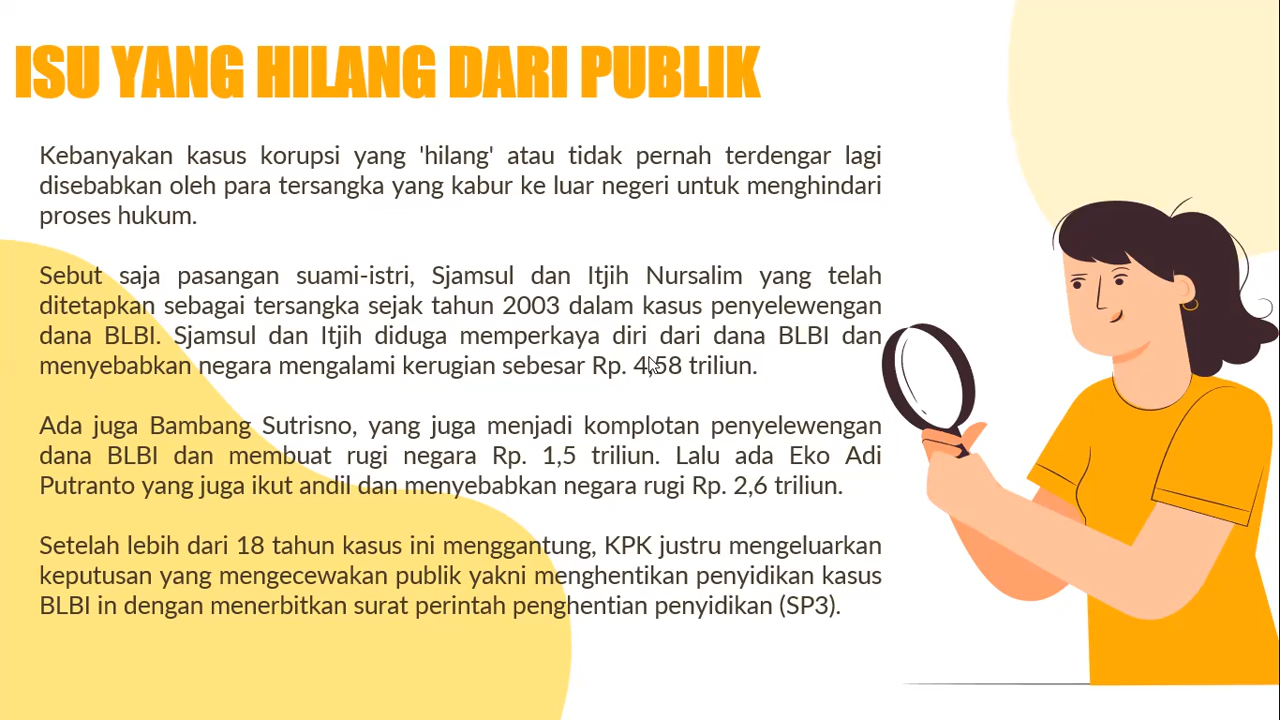 ISU YANG HILANG DARI PUBLIK
Kebanyakan kasus korupsi yang 'hilang' atau tidak pernah terdengar lagi
disebabkan oleh para tersangka yang kabur ke luar negeri untuk menghindari
proses hukum.
Sebut saja pasangan suami-istri, Sjamsul dan Itjih Nursalim yang telah
ditetapkan sebagai tersangka sejak tahun 2003 dalam kasus penyelewengan
dana BLBI. Sjamsul dan Itjih diduga memperkaya diri dari dana BLBI dan
menyebabkan negara mengalami kerugian sebesar Rp. 4,58 triliun.
Ada juga Bambang Sutrisno, yang juga menjadi komplotan penyelewengan
dana BLBI dan membuat rugi negara Rp. 1,5 triliun. Lalu ada Eko Adi
Putranto yang juga ikut andil dan menyebabkan negara rugi Rp. 2,6 triliun.
Setelah lebih dari 18 tahun kasus ini menggantung, KPK justru mengeluarkan
keputusan yang mengecewakan publik yakni menghentikan penyidikan kasus
BLBI in dengan menerbitkan surat perintah penghentian penyidikan (SP3).